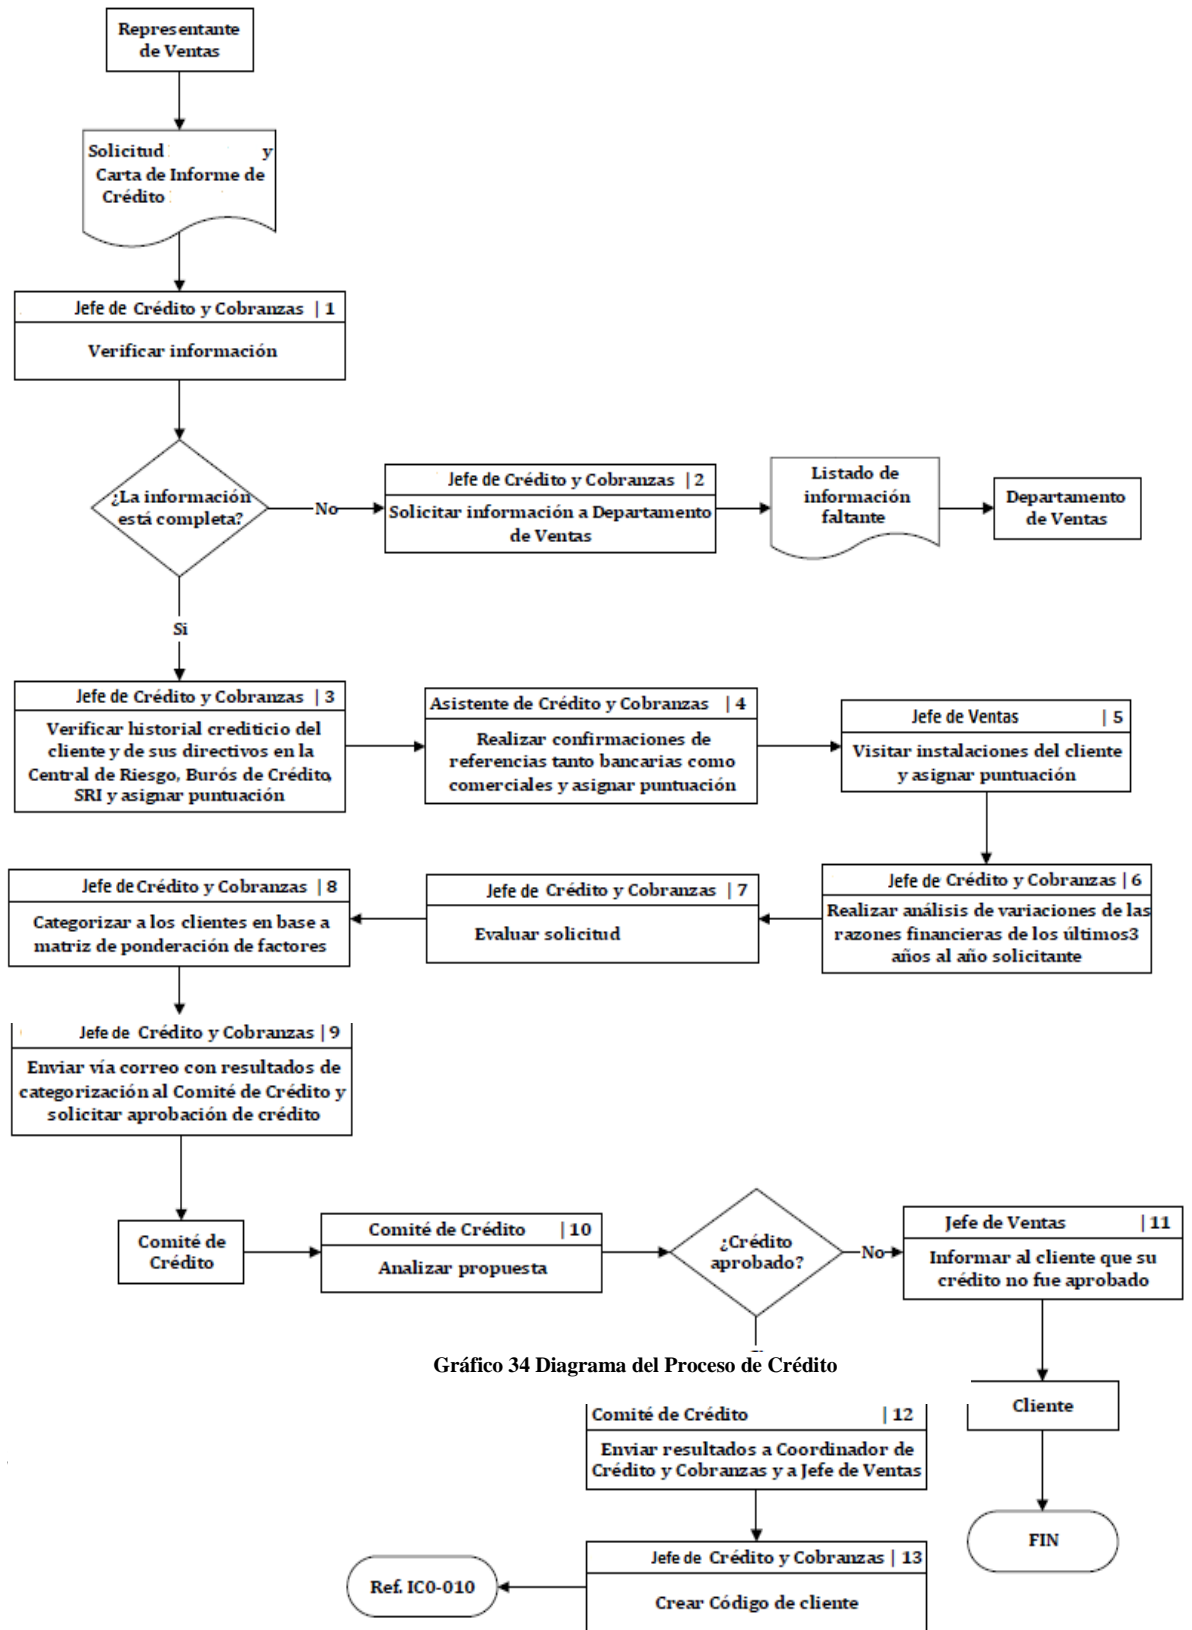 Representante
de Ventas
Solicitud y
Carta de Informe de
Crédito
Jefe de Crédito y Cobranzas | 1
Verificar información
¿La información
está completa?
No
Jefe de Crédito y Cobranzas | 2
Solicitar información a Departamento
de Ventas
Listado de
información
faltante
Departamento
de Ventas
Si
Jefe de Crédito y Cobranzas | 3
Verificar historial crediticio del
cliente y de sus directivos en la
Central de Riesgo, Burós de Crédito,
SRI y asignar puntuación
Asistente de Crédito y Cobranzas | 4
Realizar confirmaciones de
referencias tanto bancarias como
comerciales y asignar puntuación
Jefe de Ventas | 5
Visitar instalaciones del cliente
y asignar puntuación
Jefe de Crédito y Cobranzas | 6
Realizar análisis de variaciones de las
razones financieras de los últimos3
años al año solicitante
Jefe de Crédito y Cobranzas | 7
Evaluar solicitud
Jefe de Crédito y Cobranzas | 8
Categorizar a los clientes en base a
matriz de ponderación de factores
Jefe de Crédito y Cobranzas | 9
Enviar vía correo con resultados de
categorización al Comité de Crédito y
solicitar aprobación de crédito
Comité de
Crédito
Comité de Crédito | 10
Analizar propuesta
¿Crédito
aprobado?
No
Jefe de Ventas | 11
Informar al cliente que su
crédito no fue aprobado
Gráfico 34 Diagrama del Proceso de Crédito
Cliente
Comité de Crédito | 12
Enviar resultados a Coordinador de
Crédito y Cobranzas y a Jefe de Ventas
FIN
Jefe de Crédito y Cobranzas | 13
Crear Código de cliente
Ref. IC0-010